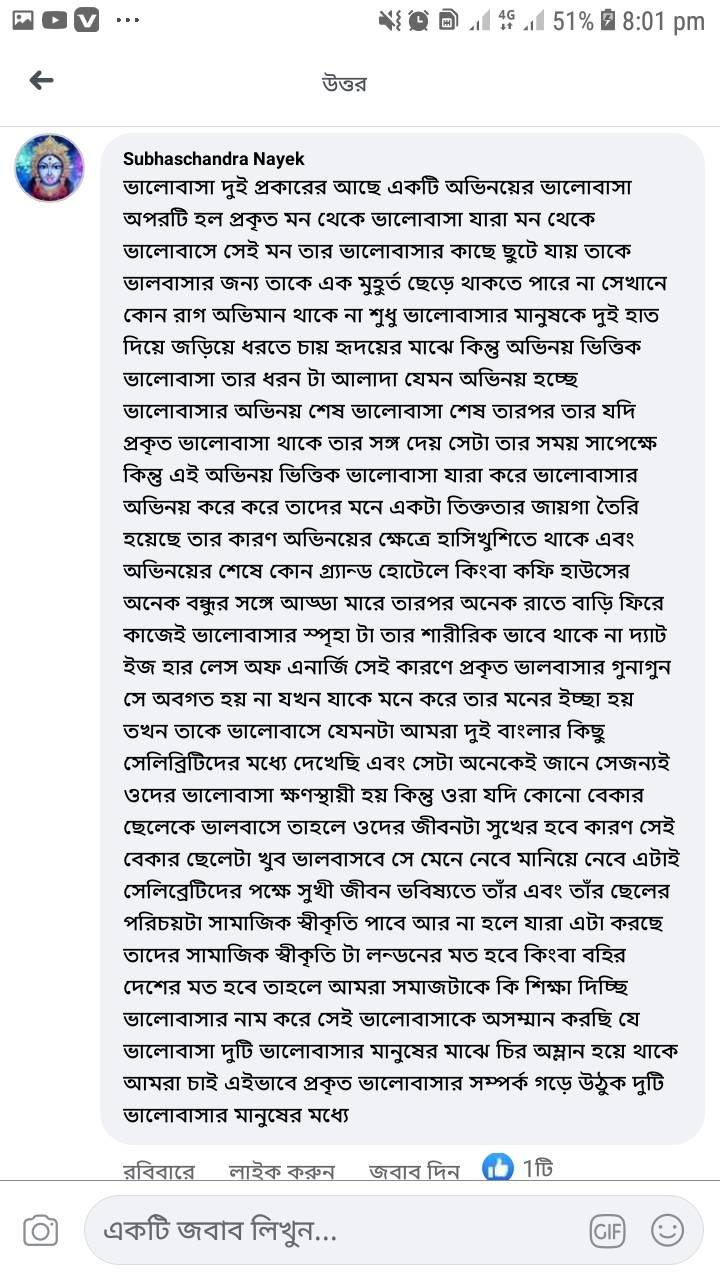 4G 51% 8:01 pm
উত্তর
Subhaschandra Nayek
ভালোবাসা দুই প্রকারের আছে একটি অভিনয়ের ভালোবাসা
অপরটি হল প্রকৃত মন থেকে ভালোবাসা যারা মন থেকে
ভালোবাসে সেই মন তার ভালোবাসার কাছে ছুটে যায় তাকে
ভালবাসার জন্য তাকে এক মুহূর্ত ছেড়ে থাকতে পারে না সেখানে
কোন রাগ অভিমান থাকে না শুধু ভালোবাসার মানুষকে দুই হাত
দিয়ে জড়িয়ে ধরতে চায় হৃদয়ের মাঝে কিন্তু অভিনয় ভিত্তিক
ভালোবাসা তার ধরন টা আলাদা যেমন অভিনয় হচ্ছে
ভালোবাসার অভিনয় শেষ ভালোবাসা শেষ তারপর তার যদি
প্রকৃত ভালোবাসা থাকে তার সঙ্গ দেয় সেটা তার সময় সাপেক্ষে
কিন্তু এই অভিনয় ভিত্তিক ভালোবাসা যারা করে ভালোবাসার
অভিনয় করে করে তাদের মনে একটা তিক্ততার জায়গা তৈরি
হয়েছে তার কারণ অভিনয়ের ক্ষেত্রে হাসিখুশিতে থাকে এবং
অভিনয়ের শেষে কোন গ্র্যান্ড হোটেলে কিংবা কফি হাউসের
অনেক বন্ধুর সঙ্গে আড্ডা মারে তারপর অনেক রাতে বাড়ি ফিরে
কাজেই ভালোবাসার স্পৃহা টা তার শারীরিক ভাবে থাকে না দ্যাট
ইজ হার লেস অফ এনার্জি সেই কারণে প্রকৃত ভালবাসার গুনাগুন
সে অবগত হয় না যখন যাকে মনে করে তার মনের ইচ্ছা হয়
তখন তাকে ভালোবাসে যেমনটা আমরা দুই বাংলার কিছু
সেলিব্রিটিদের মধ্যে দেখেছি এবং সেটা অনেকেই জানে সেজন্যই
ওদের ভালোবাসা ক্ষণস্থায়ী হয় কিন্তু ওরা যদি কোনো বেকার
ছেলেকে ভালবাসে তাহলে ওদের জীবনটা সুখের হবে কারণ সেই
বেকার ছেলেটা খুব ভালবাসবে সে মেনে নেবে মানিয়ে নেবে এটাই
সেলিব্রেটিদের পক্ষে সুখী জীবন ভবিষ্যতে তাঁর এবং তাঁর ছেলের
পরিচয়টা সামাজিক স্বীকৃতি পাবে আর না হলে যারা এটা করছে
তাদের সামাজিক স্বীকৃতি টা লন্ডনের মত হবে কিংবা বহির
দেশের মত হবে তাহলে আমরা সমাজটাকে কি শিক্ষা দিচ্ছি
ভালোবাসার নাম করে সেই ভালোবাসাকে অসম্মান করছি যে
ভালোবাসা দুটি ভালোবাসার মানুষের মাঝে চির অম্লান হয়ে থাকে
আমরা চাই এইভাবে প্রকৃত ভালোবাসার সম্পর্ক গড়ে উঠুক দুটি
ভালোবাসার মানুষের মধ্যে
রবিবারে লাইক করুন জবাব দিন 1টি
একটি জবাব লিখুন... GIF